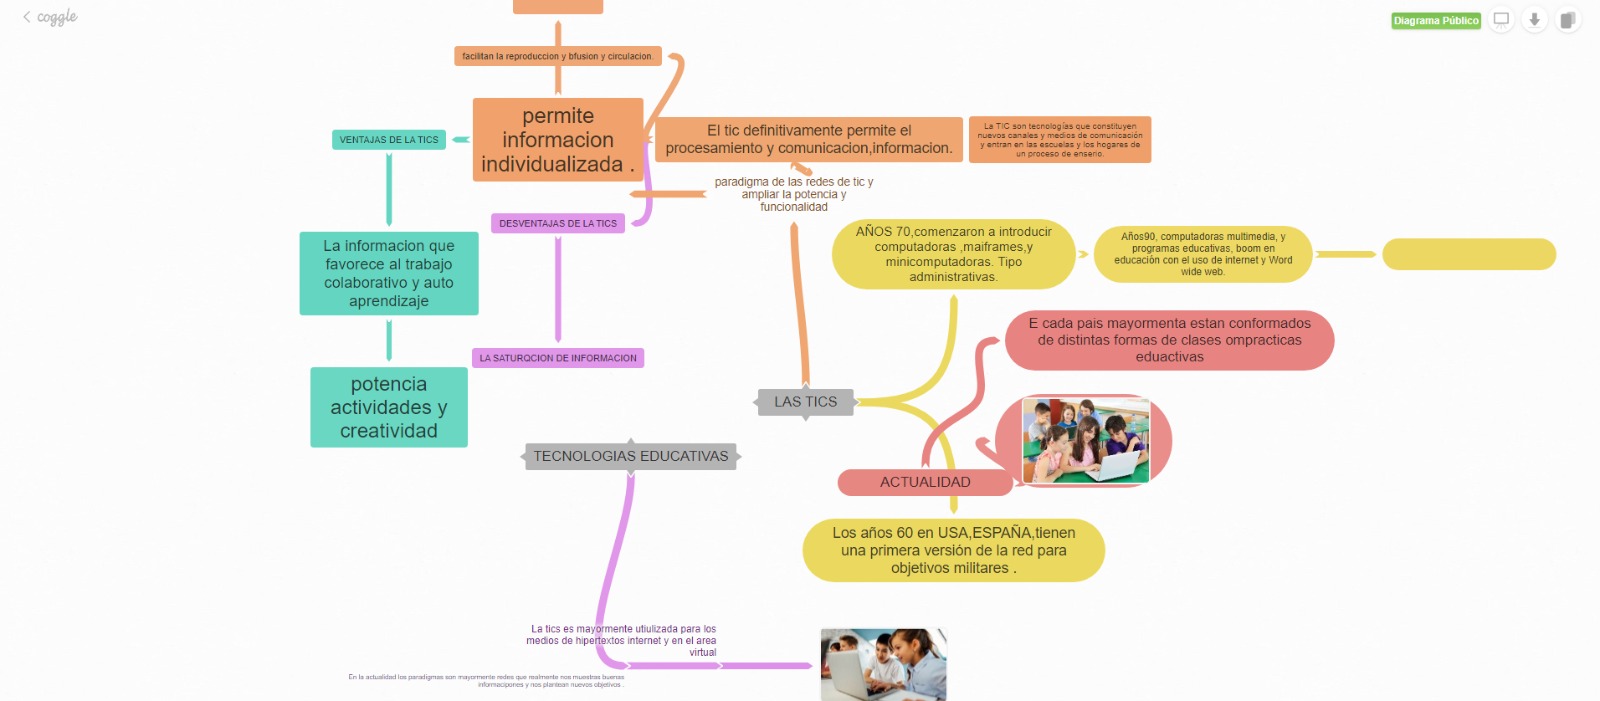 coggle
Diagrama Público
facilitan la reproduccion y bfusion y circulacion.
permite
informacion
individualizada .
VENTAJAS DE LA TICS
El tic definitivamente permite el
procesamiento y comunicacion,informacion.
La TIC son tecnologías que constituyen
nuevos canales y medios de comunicación
y entran en las escuelas y los hogares de
un proceso de enserio.
paradigma de las redes de tic y
ampliar la potencia y
funcionalidad
DESVENTAJAS DE LA TICS
La informacion que
favorece al trabajo
colaborativo y auto
aprendizaje
AÑOS 70,comenzaron a introducir
computadoras ,maiframes,y
minicomputadoras. Tipo
administrativas.
Años90, computadoras multimedia, y
programas educativas, boom en
educación con el uso de internet y Word
wide web.
E cada pais mayormenta estan conformados
de distintas formas de clases ompracticas
eduactivas
LA SATURQCION DE INFORMACION
potencia
actividades y
creatividad
LAS TICS
TECNOLOGIAS EDUCATIVAS
ACTUALIDAD
Los años 60 en USA,ESPAÑA,tienen
una primera versión de la red para
objetivos militares .
La tics es mayormente utiulizada para los
medios de hipertextos internet y en el area
virtual
En la actualidad los paradigmas son mayormente redes que realmente nos muestras buenas
informacipones y nos plantean nuevos objetivos .